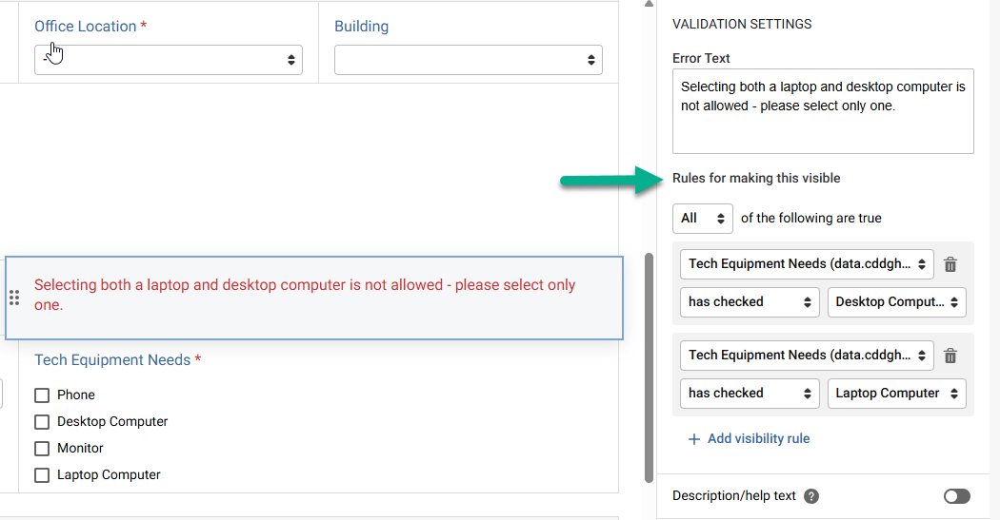 Office Location *
Building
-
Selecting both a laptop and desktop computer is not allowed - please select only
one.
Tech Equipment Needs *
Phone
Desktop Computer
Monitor
Laptop Computer
VALIDATION SETTINGS
Error Text
Selecting both a laptop and desktop computer is
not allowed - please select only one.
Rules for making this visible
All of the following are true
Tech Equipment Needs (data.cddgh...
has checked Desktop Comput...
Tech Equipment Needs (data.cddgh...
has checked Laptop Computer
+ Add visibility rule
Description/help text ?